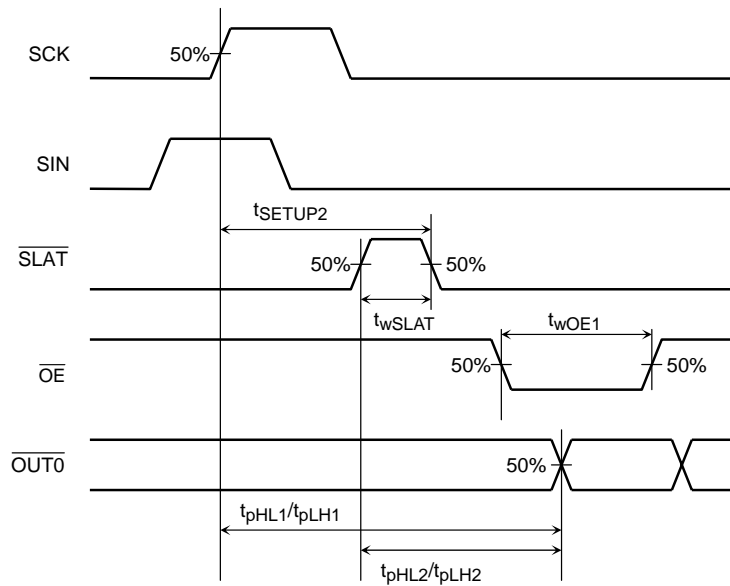 SCK
50%
SIN
tSETUP2
SLAT
50%
50%
twSLAT
twOE1
OE
50%
50%
OUT0
50%
tpHL1/tpLH1
tpHL2/tpLH2